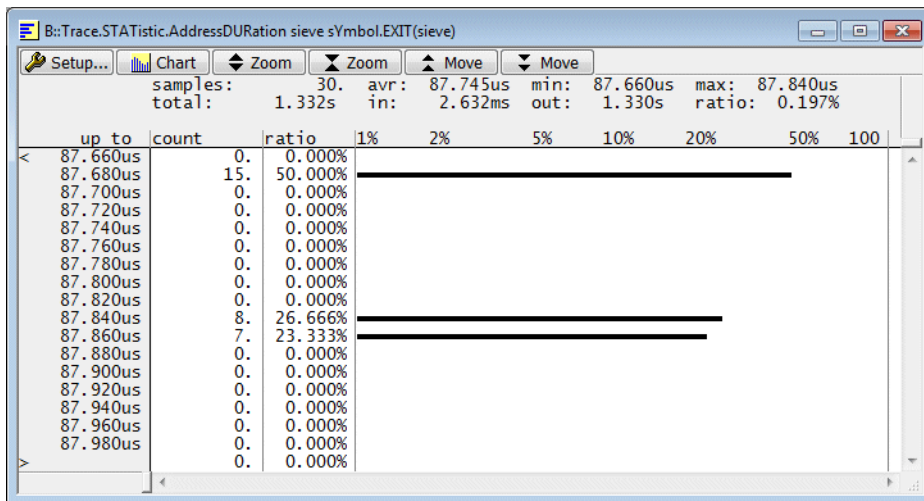 B::Trace.STATistic.AddressDURation sieve sYmbol.EXIT(sieve)
Setup... Chart Zoom Zoom Move Move
samples: 30. avr: 87.745us min: 87.660us max: 87.840us
total: 1.332s in: 2.632ms out: 1.330s ratio: 0.197%
up to count ratio 1% 2% 5% 10% 20% 50% 100
< 87.660us 0. 0.000%
87.680us 15. 50.000%
87.700us 0. 0.000%
87.720us 0. 0.000%
87.740us 0. 0.000%
87.760us 0. 0.000%
87.780us 0. 0.000%
87.800us 0. 0.000%
87.820us 0. 0.000%
87.840us 8. 26.666%
87.860us 7. 23.333%
87.880us 0. 0.000%
87.900us 0. 0.000%
87.920us 0. 0.000%
87.940us 0. 0.000%
87.960us 0. 0.000%
87.980us 0. 0.000%
> 0. 0.000%